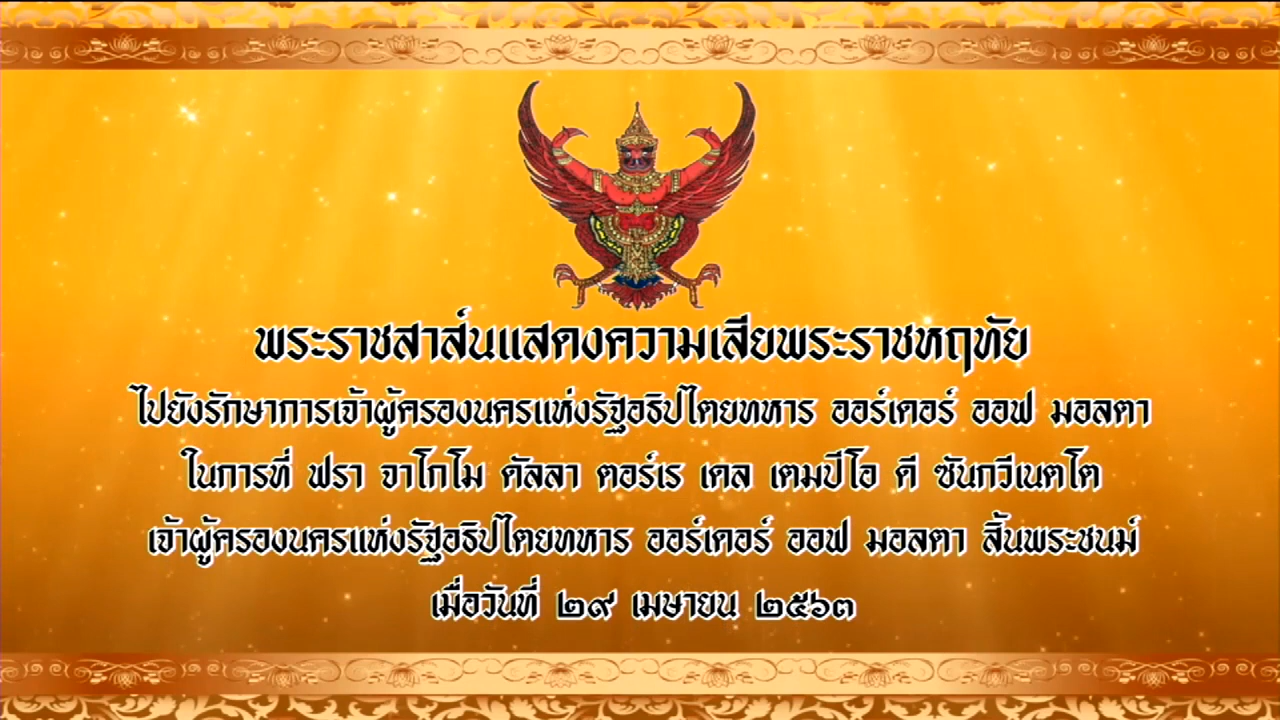 พระราชสาส์นแสดงความเสียพระราชหฤทัย
ไปยังรักษาการเจ้าผู้ครองนครแห่งรัฐอธิปไตยทหาร ออร์เดอร์ ออฟ มอลตา
ในการที่ ฟรา จาโกโม ดัลลา ตอร์เร เดล เตมปีโอ ดี ซันกวีเนตโต
เจ้าผู้ครองนครแห่งรัฐอธิปไตยทหาร ออร์เดอร์ ออฟ มอลตา สิ้นพระชนม์
เมื่อวันที่ ๒๙ เมษายน ๒๕๖๓